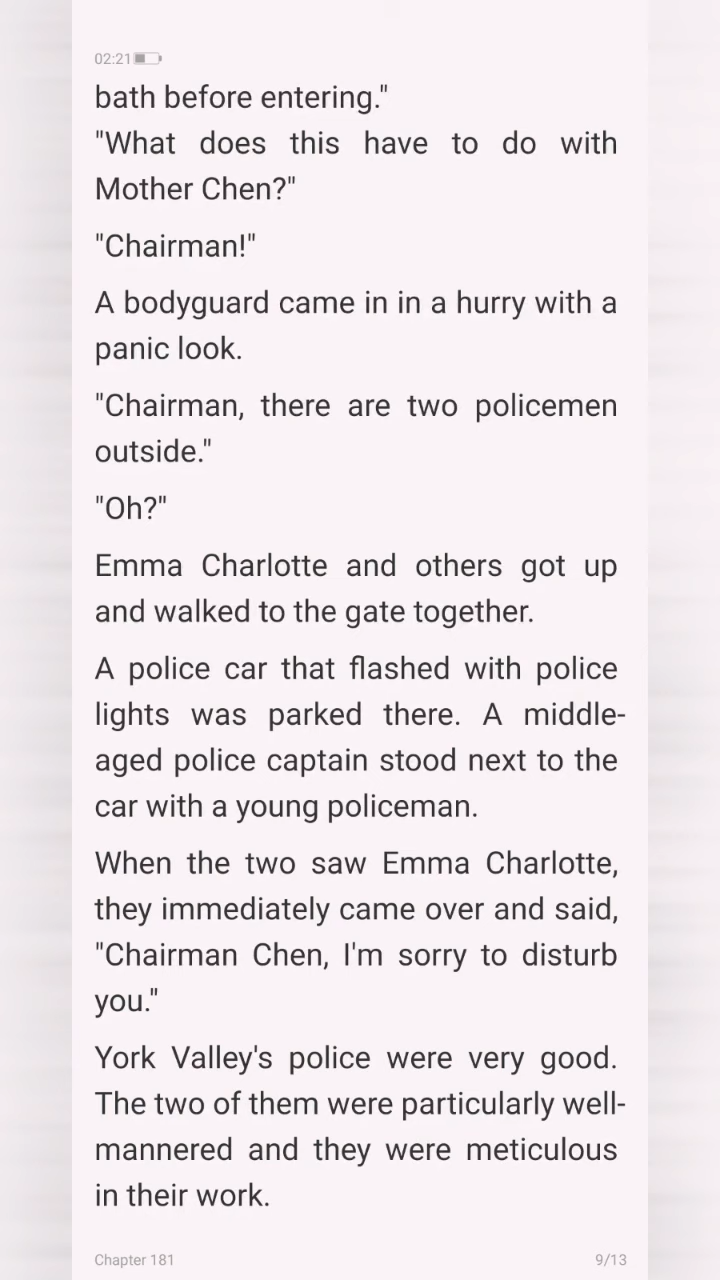 02:21
bath before entering."
"What does this have to do with
Mother Chen?"
"Chairman!"
A bodyguard came in in a hurry with a
panic look.
"Chairman, there are two policemen
outside."
"Oh?"
Emma Charlotte and others got up
and walked to the gate together.
A police car that flashed with police
lights was parked there. A middle-
aged police captain stood next to the
car with a young policeman.
When the two saw Emma Charlotte,
they immediately came over and said,
"Chairman Chen, I'm sorry to disturb
you."
York Valley's police were very good.
The two of them were particularly well-
mannered and they were meticulous
in their work.
Chapter 181
9/13